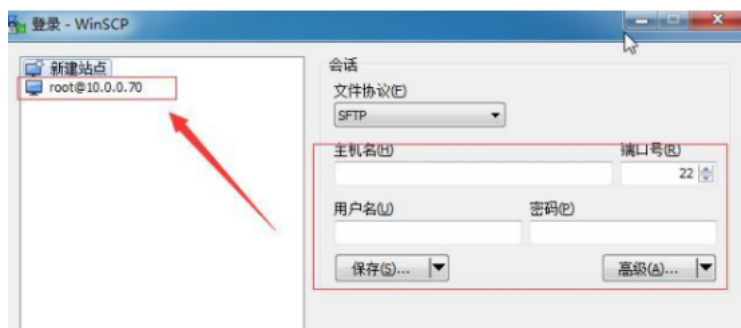 登录 - WinSCP
新建站点
root@10.0.0.70
会话
文件协议(F)
SFTP
主机名(H) 端口号(R)
22
用户名(U) 密码(P)
保存(S)... 高级(A)...